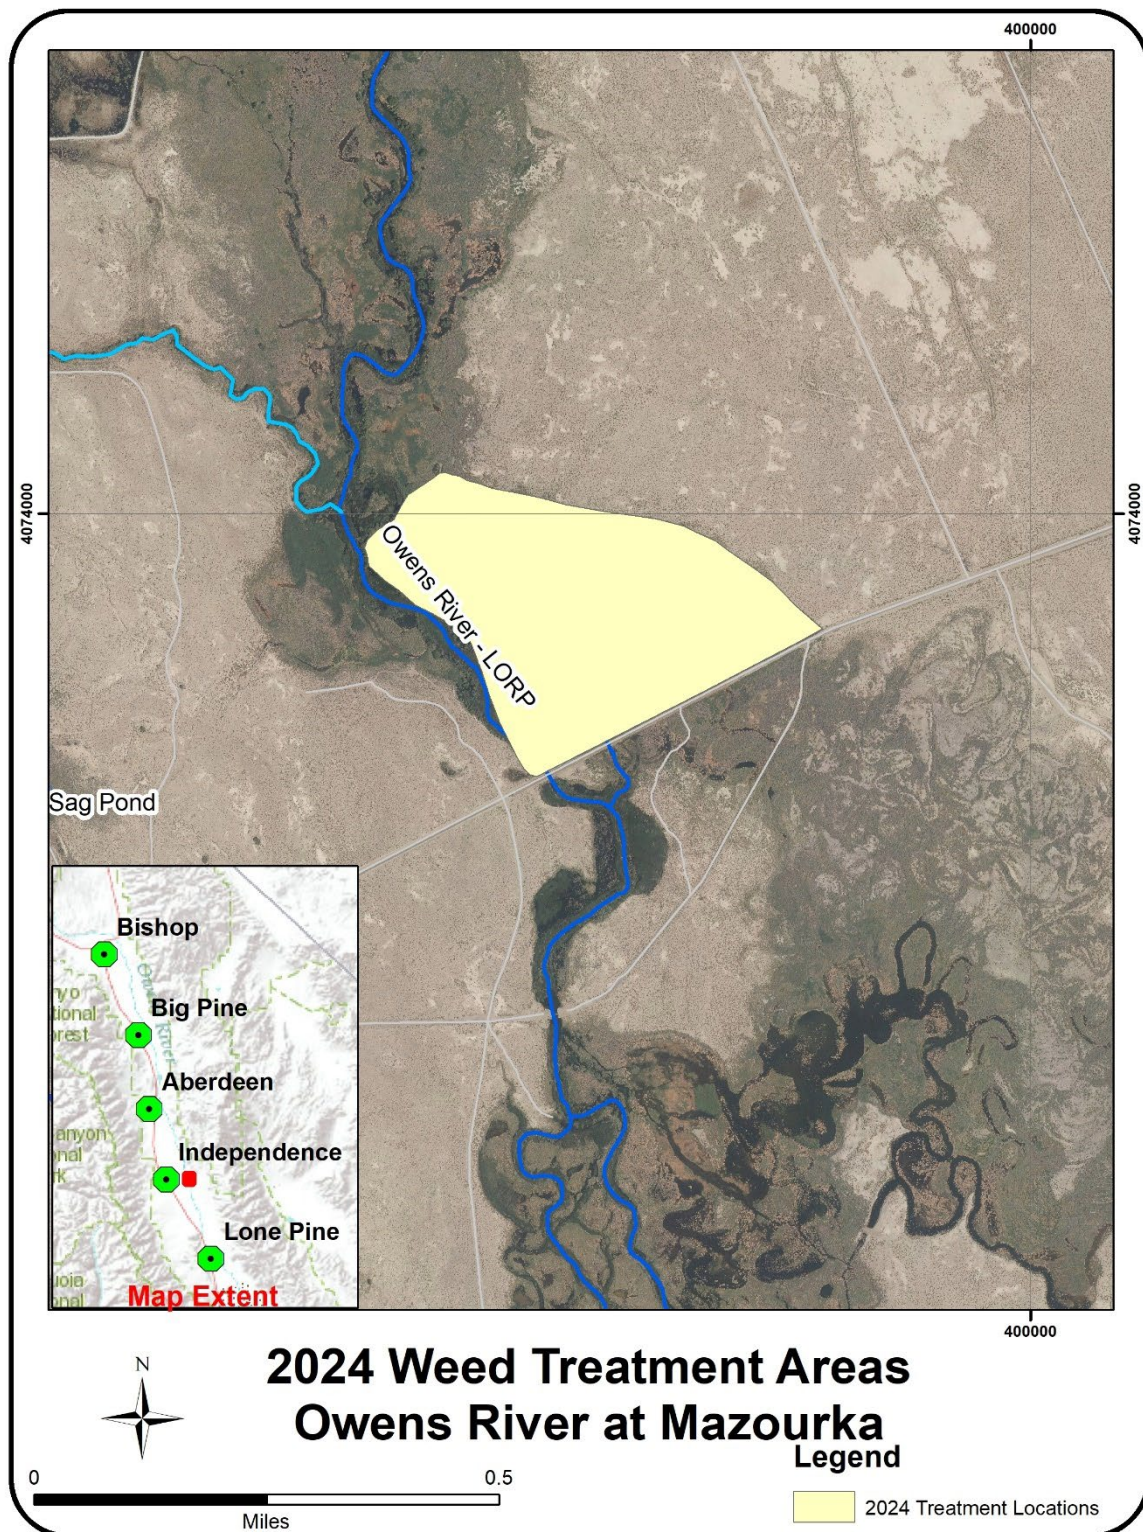 400000
4074000
4074000
Owens River - LORP
Sag Pond
Bishop
Big Pine
River
Aberdeen
Independence
Lone Pine
Map Extent
400000
N
2024 Weed Treatment Areas
Owens River at Mazourka
Legend
0 0.5
Miles
2024 Treatment Locations